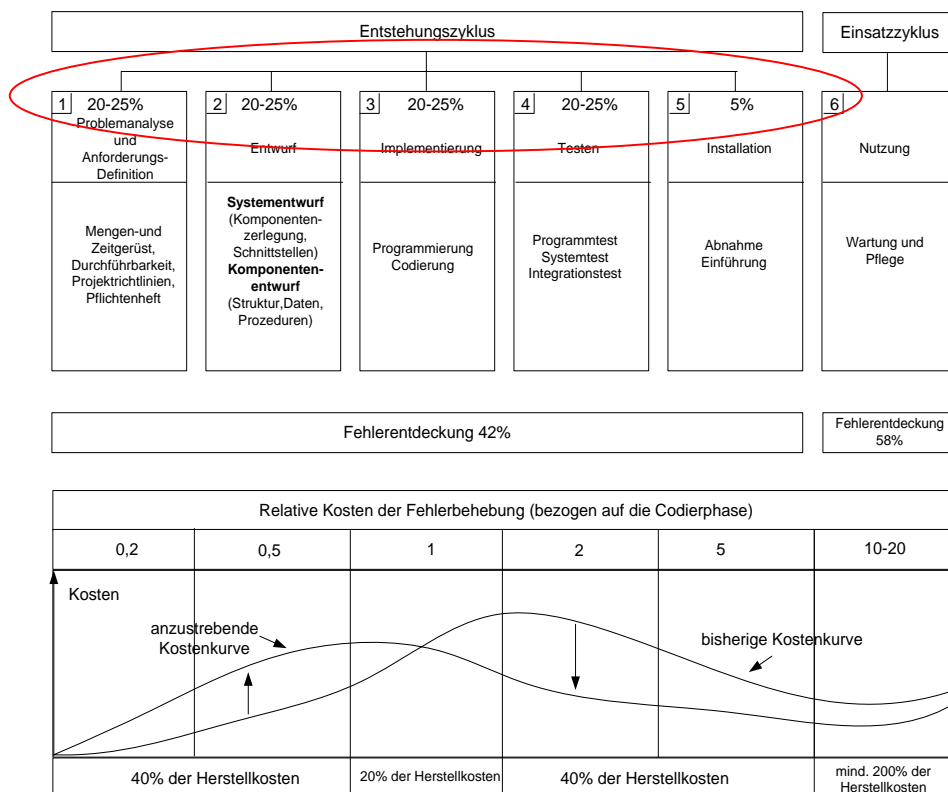 Entstehungszyklus
Einsatzzyklus
1 20-25%
Problemanalyse
und
Anforderungs-
Definition
2 20-25%
Entwurf
3 20-25%
Implementierung
4 20-25%
Testen
5 5%
Installation
6
Nutzung
Mengen-und
Zeitgerüst,
Durchführbarkeit,
Projektrichtlinien,
Pflichtenheft
Systementwurf
(Komponenten-
zerlegung,
Schnittstellen)
Komponenten-
entwurf
(Struktur,Daten,
Prozeduren)
Programmierung
Codierung
Programmtest
Systemtest
Integrationstest
Abnahme
Einführung
Wartung und
Pflege
Fehlerentdeckung 42%
Fehlerentdeckung
58%
Relative Kosten der Fehlerbehebung (bezogen auf die Codierphase)
0,2
0,5
1
2
5
10-20
Kosten
anzustrebende
Kostenkurve
bisherige Kostenkurve
40% der Herstellkosten
20% der Herstellkosten
40% der Herstellkosten
mind. 200% der
Herstellkosten